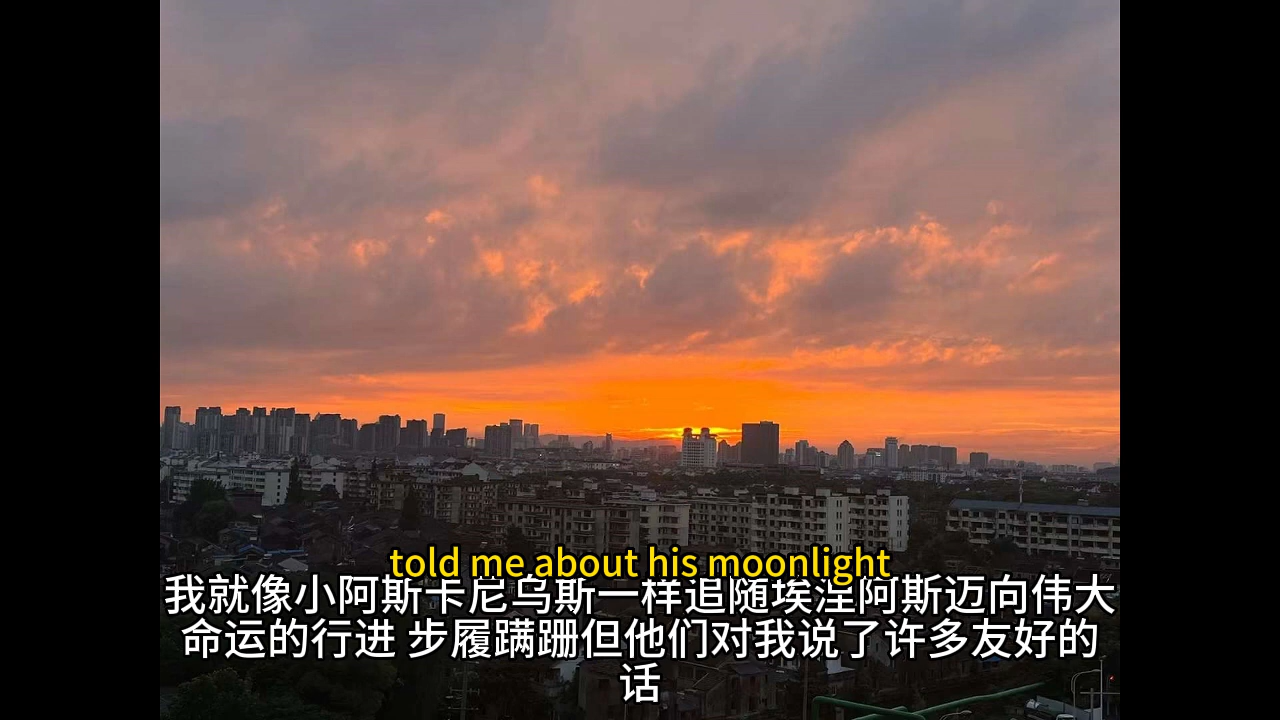 told me about his moonlight
我就像小阿斯卡尼乌斯一样追随埃涅阿斯迈向伟大
命运的行进 步履蹒跚但他们对我说了许多友好的
话